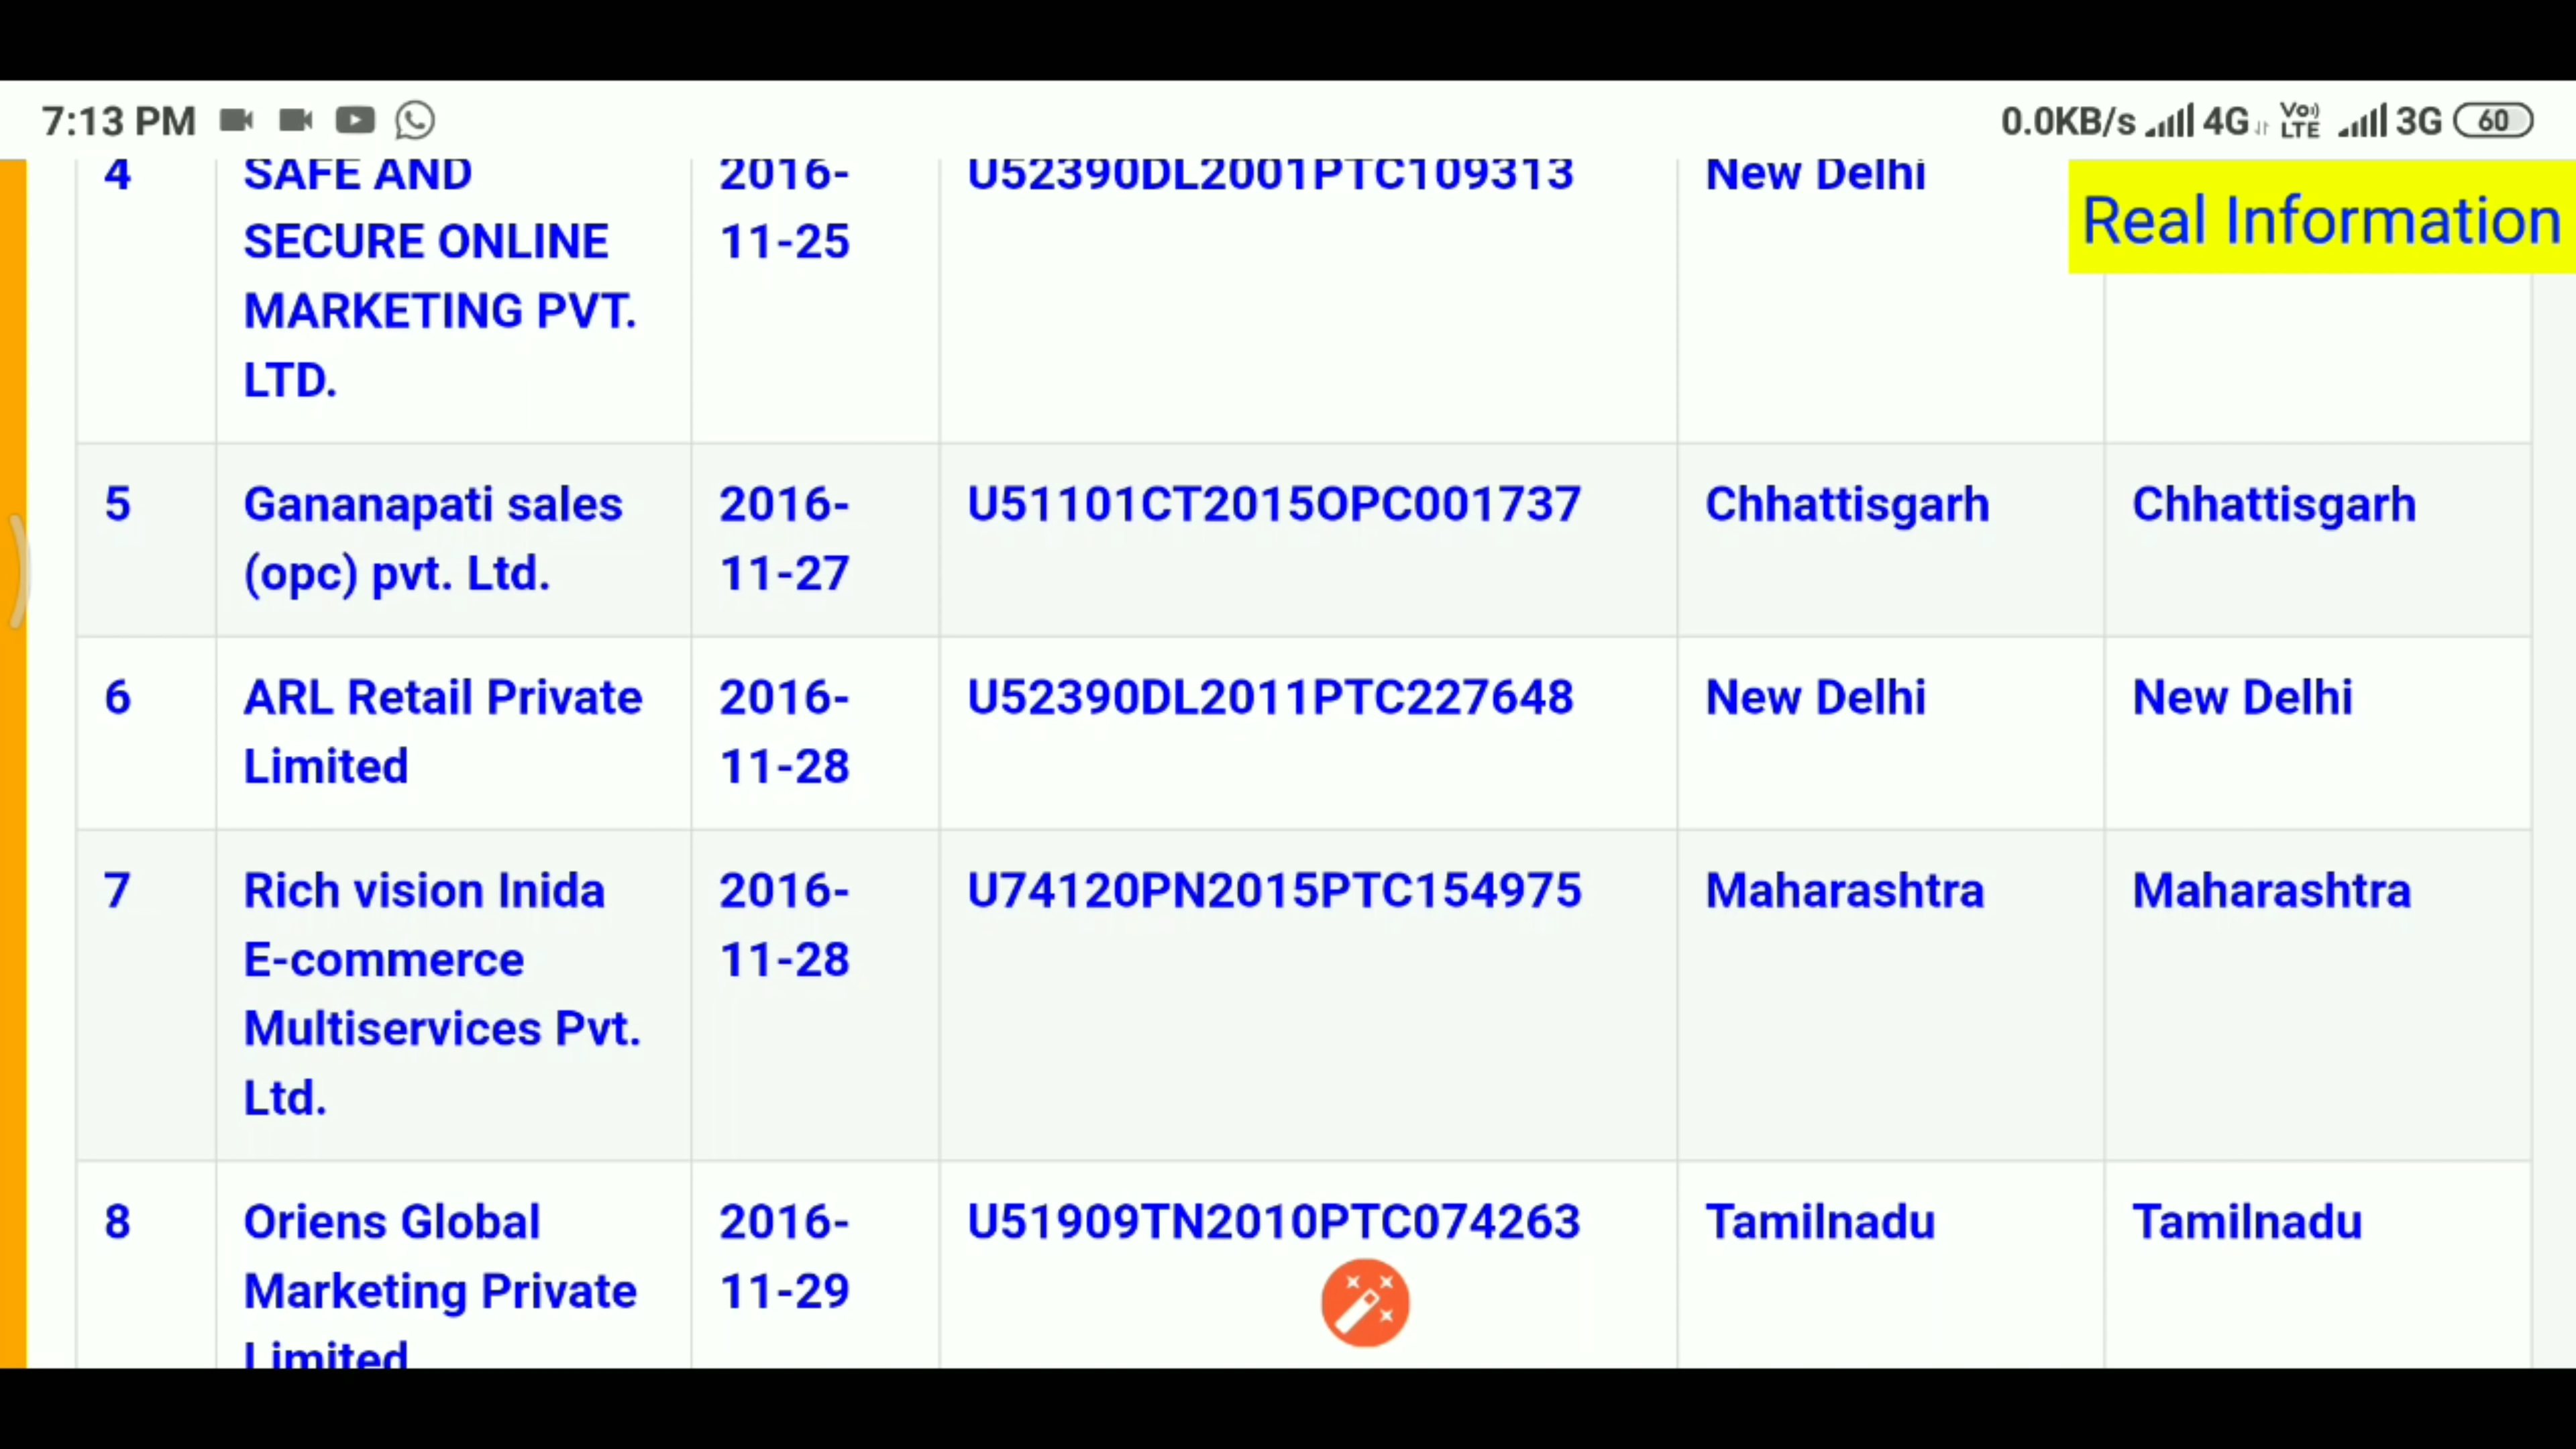 7:13 PM 0.0KB/s 4G Vo)) LTE 3G 60
Real Information
4 SAFE AND 2016- U52390DL2001PTC109313 New Delhi
SECURE ONLINE 11-25
MARKETING PVT.
LTD.
5 Gananapati sales 2016- U51101CT2015OPC001737 Chhattisgarh Chhattisgarh
(opc) pvt. Ltd. 11-27
6 ARL Retail Private 2016- U52390DL2011PTC227648 New Delhi New Delhi
Limited 11-28
7 Rich vision Inida 2016- U74120PN2015PTC154975 Maharashtra Maharashtra
E-commerce 11-28
Multiservices Pvt.
Ltd.
8 Oriens Global 2016- U51909TN2010PTC074263 Tamilnadu Tamilnadu
Marketing Private 11-29
Limited